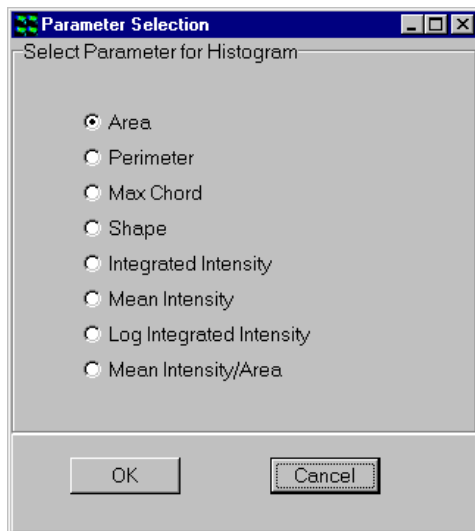 Parameter Selection
Select Parameter for Histogram
Area
Perimeter
Max Chord
Shape
Integrated Intensity
Mean Intensity
Log Integrated Intensity
Mean Intensity/Area
OK
Cancel